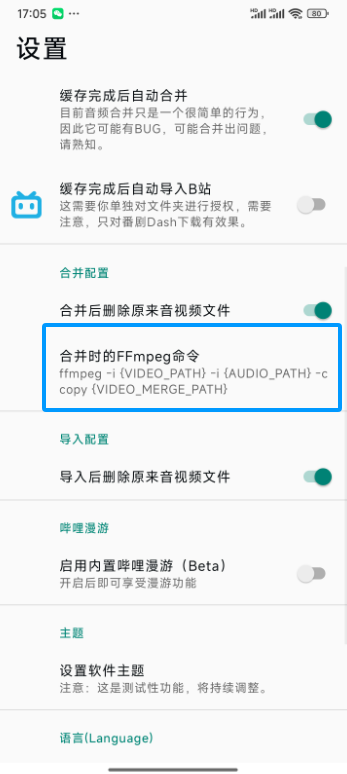 17:05 ···
HD HD 80
设置
缓存完成后自动合并
目前音频合并只是一个很简单的行为，
因此它可能有BUG，可能合并出问题，
请熟知。
缓存完成后自动导入B站
这需要你单独对文件夹进行授权，需要
注意，只对番剧Dash下载有效果。
合并配置
合并后删除原来音视频文件
合并时的FFmpeg命令
ffmpeg -i {VIDEO_PATH} -i {AUDIO_PATH} -c
copy {VIDEO_MERGE_PATH}
导入配置
导入后删除原来音视频文件
哔哩漫游
启用内置哔哩漫游（Beta）
开启后即可享受漫游功能
主题
设置软件主题
注意：这是测试性功能，将持续调整。
语言(Language)